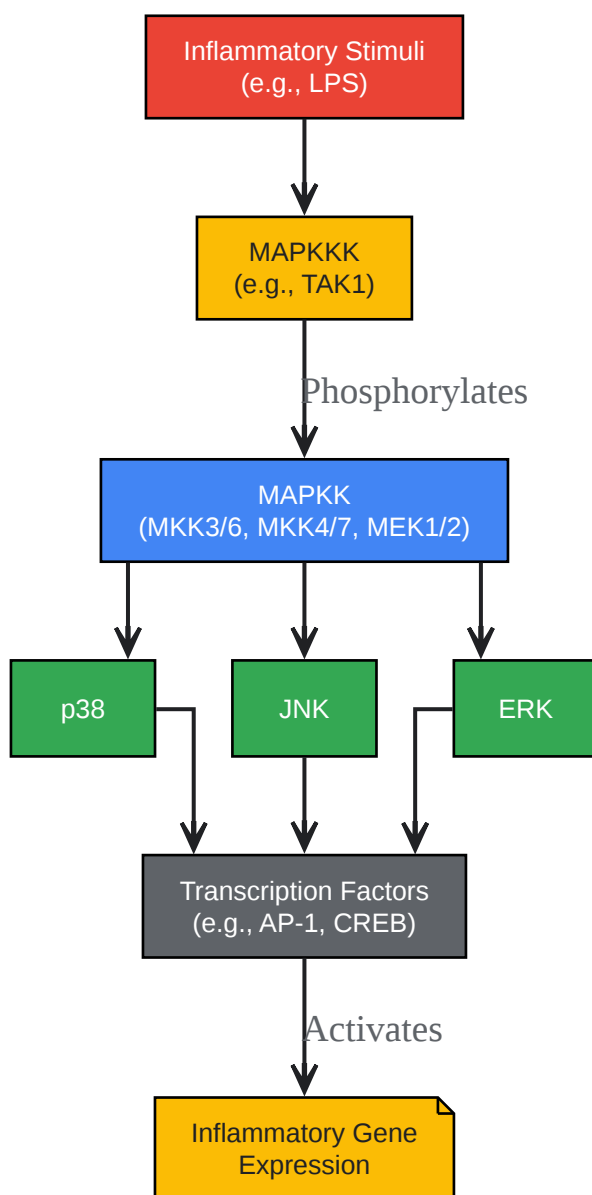 Inflammatory Stimuli
(e.g., LPS)
MAPKKK
(e.g., TAK1)
Phosphorylates
MAPKK
(MKK3/6, MKK4/7, MEK1/2)
p38
JNK
ERK
Transcription Factors
(e.g., AP-1, CREB)
Activates
Inflammatory Gene
Expression